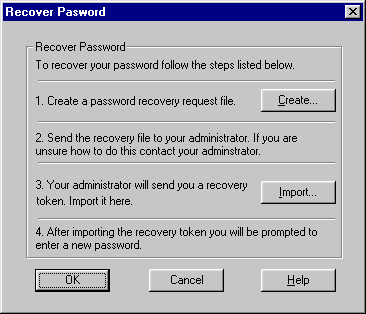 Recover Pasword
Recover Password
To recover your password follow the steps listed below.
1. Create a password recovery request file.
Create...
2. Send the recovery file to your administrator. If you are
unsure how to do this contact your adminstrator.
3. Your administrator will send you a recovery
token. Import it here.
Import...
4. After importing the recovery token you will be prompted to
enter a new password.
OK
Cancel
Help